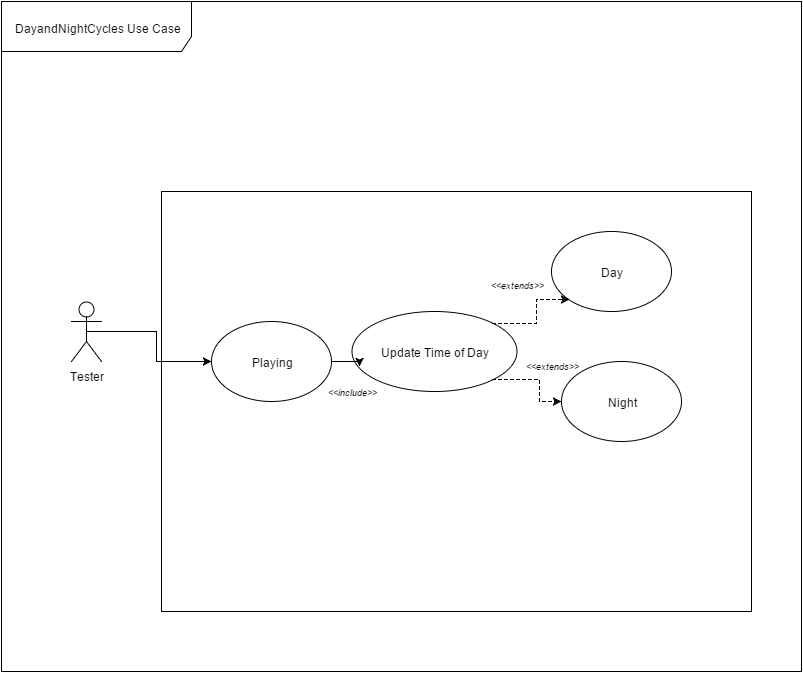 DayandNightCycles Use Case
Day
<<extends>>
Update Time of Day
Playing
<<extends>>
Tester
<<include>>
Night